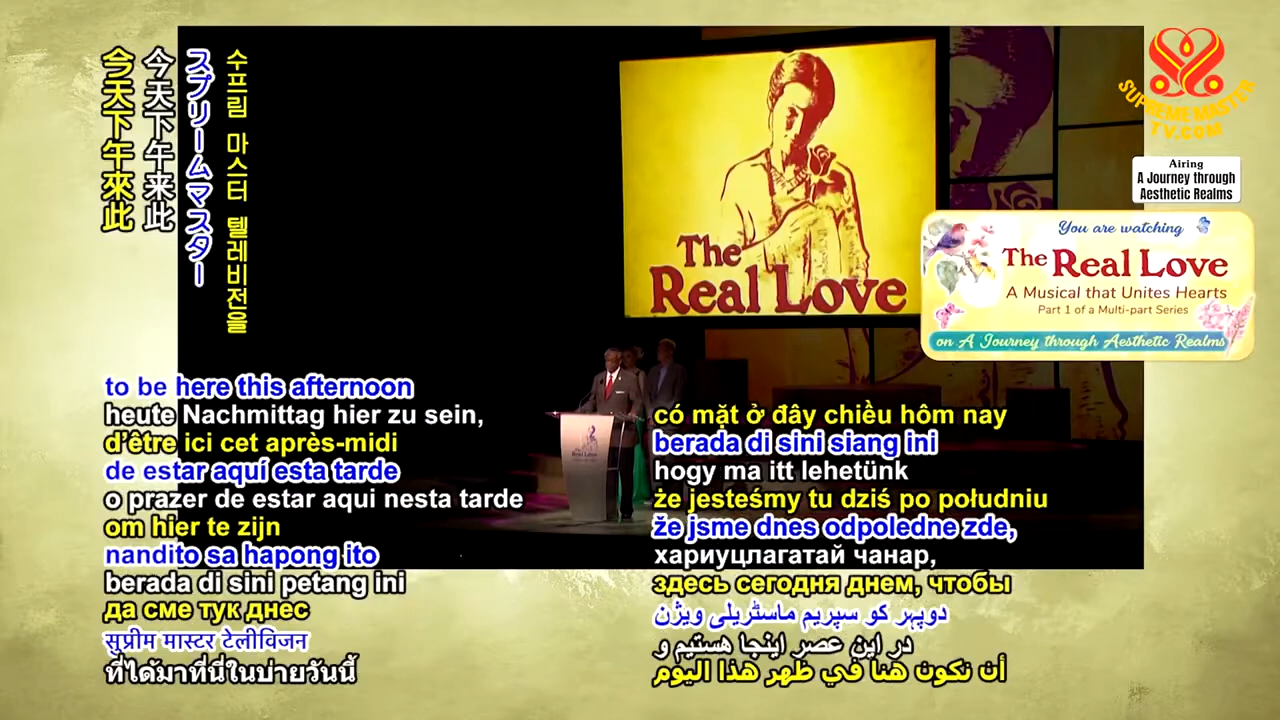 今天下午來此
今天下午来此
スプリームマスター
수프림 마스터 텔레비전을
The
Real Love
SUPREME MASTER
TV.COM
Airing
A Journey through
Aesthetic Realms
You are watching
The Real Love
A Musical that Unites Hearts
Part 1 of a Multi-part Series
on A Journey through Aesthetic Realms
The
Real Love
to be here this afternoon
heute Nachmittag hier zu sein,
d'être ici cet après-midi
de estar aquí esta tarde
o prazer de estar aqui nesta tarde
om hier te zijn
nandito sa hapong ito
berada di sini petang ini
да сме тук днес
सुप्रीम मास्टर टेलीविजन
ที่ได้มาที่นี่ในบ่ายวันนี้
có mặt ở đây chiều hôm nay
berada di sini siang ini
hogy ma itt lehetünk
że jesteśmy tu dziś po południu
že jsme dnes odpoledne zde,
хариуцлагатай чанар,
здесь сегодня днем, чтобы
دوپہر کو سپریم ماسٹریلی ویژن
در این عصر اینجا هستیم و
أن نكون هنا في ظهر هذا اليوم